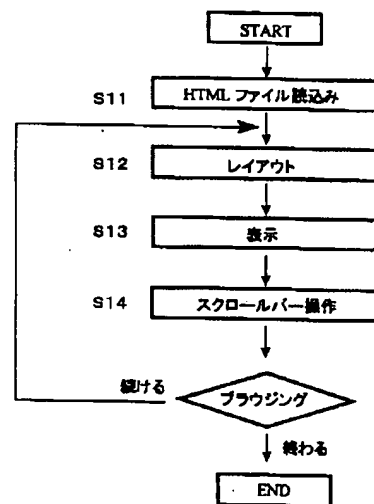 START
S11 HTML ファイル読込み
S12 レイアウト
S13 表示
S14 スクロールバー操作
続ける ブラウジング
終わる
END